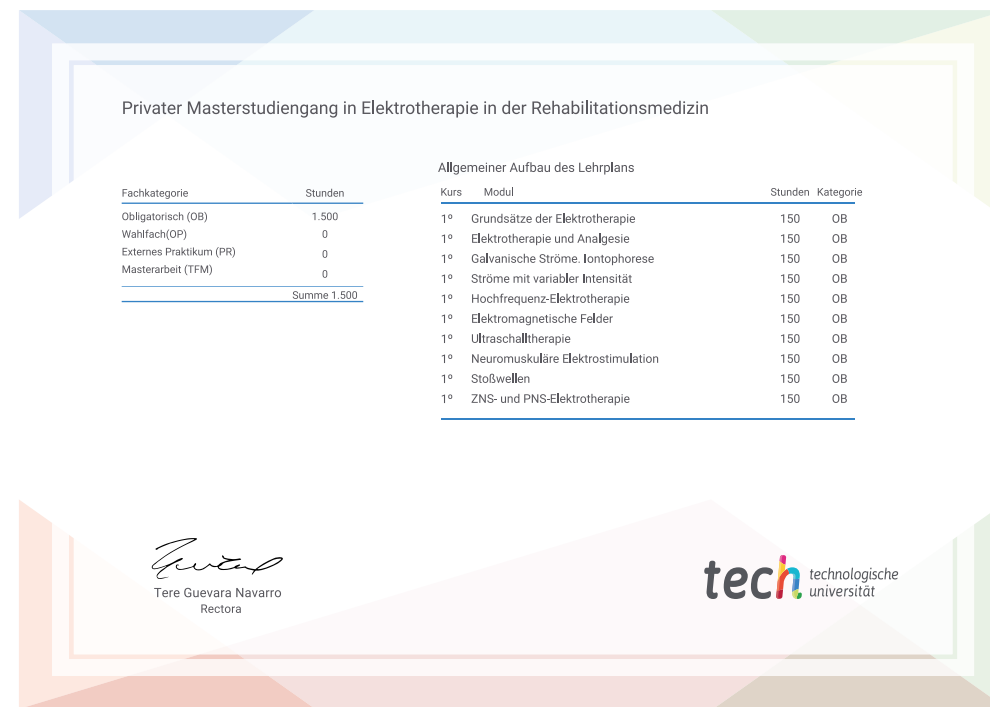 Privater Masterstudiengang in Elektrotherapie in der Rehabilitationsmedizin
Fachkategorie Stunden
Obligatorisch (OB) 1.500
Wahlfach(OP) 0
Externes Praktikum (PR) 0
Masterarbeit (TFM) 0
Summe 1.500
Allgemeiner Aufbau des Lehrplans
Kurs Modul Stunden Kategorie
1º Grundsätze der Elektrotherapie 150 OB
1º Elektrotherapie und Analgesie 150 OB
1º Galvanische Ströme. Iontophorese 150 OB
1º Ströme mit variabler Intensität 150 OB
1º Hochfrequenz-Elektrotherapie 150 OB
1º Elektromagnetische Felder 150 OB
1º Ultraschalltherapie 150 OB
1º Neuromuskuläre Elektrostimulation 150 OB
1º Stoßwellen 150 OB
1º ZNS- und PNS-Elektrotherapie 150 OB
Tere Guevara Navarro
Rectora
tech technologische
universität